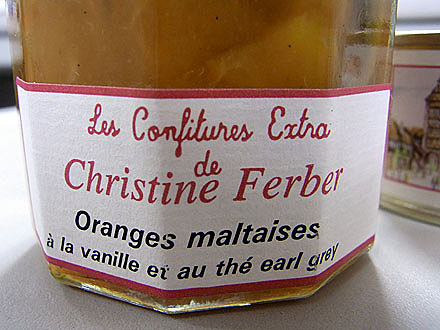 Les Confitures Extra
de
Christine Ferber
Oranges maltaises
à la vanille et au thé earl grey